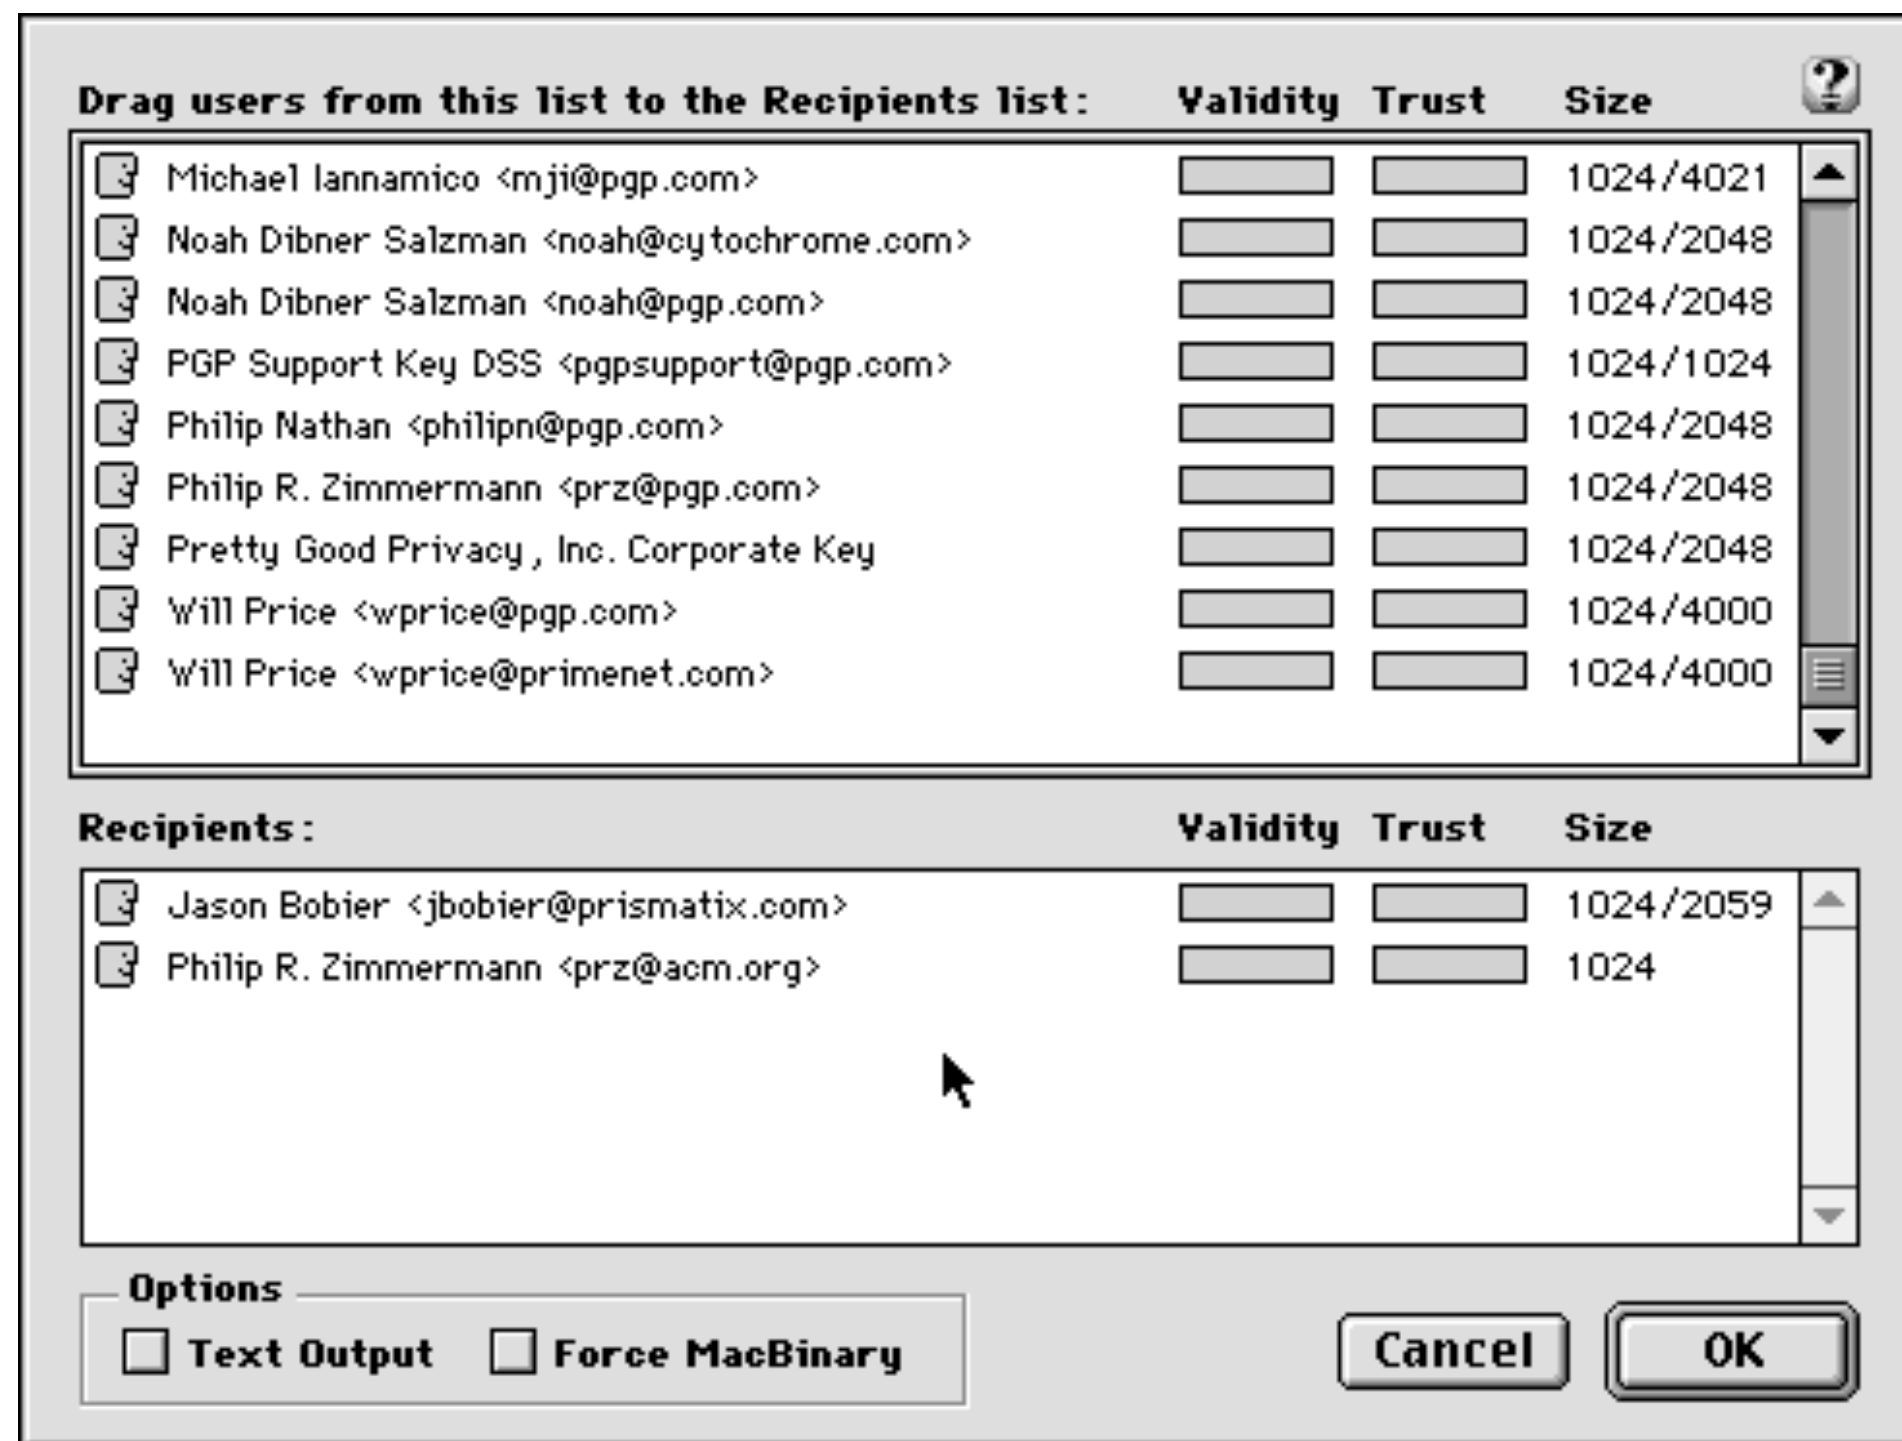 Drag users from this list to the Recipients list: Validity Trust Size ?
Michael Iannamico <mji@pgp.com> 1024/4021
Noah Dibner Salzman <noah@cytochrome.com> 1024/2048
Noah Dibner Salzman <noah@pgp.com> 1024/2048
PGP Support Key DSS <pgpsupport@pgp.com> 1024/1024
Philip Nathan <philipn@pgp.com> 1024/2048
Philip R. Zimmermann <prz@pgp.com> 1024/2048
Pretty Good Privacy, Inc. Corporate Key 1024/2048
Will Price <wprice@pgp.com> 1024/4000
Will Price <wprice@primenet.com> 1024/4000
Recipients: Validity Trust Size
Jason Bobier <jbobier@prismatix.com> 1024/2059
Philip R. Zimmermann <prz@acm.org> 1024
Options
Text Output Force MacBinary Cancel OK